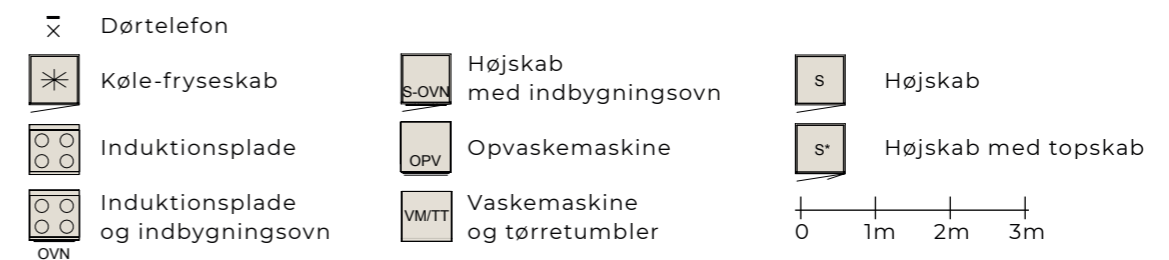 Dørtelefon
Køle-fryseskab
Induktionsplade
Induktionsplade
og indbygningsovn
OVN
S-OVN
Højskab
med indbygningsovn
OPV
Opvaskemaskine
VM/TT
Vaskemaskine
og tørretumbler
S
Højskab
S*
Højskab med topskab
0 1m 2m 3m